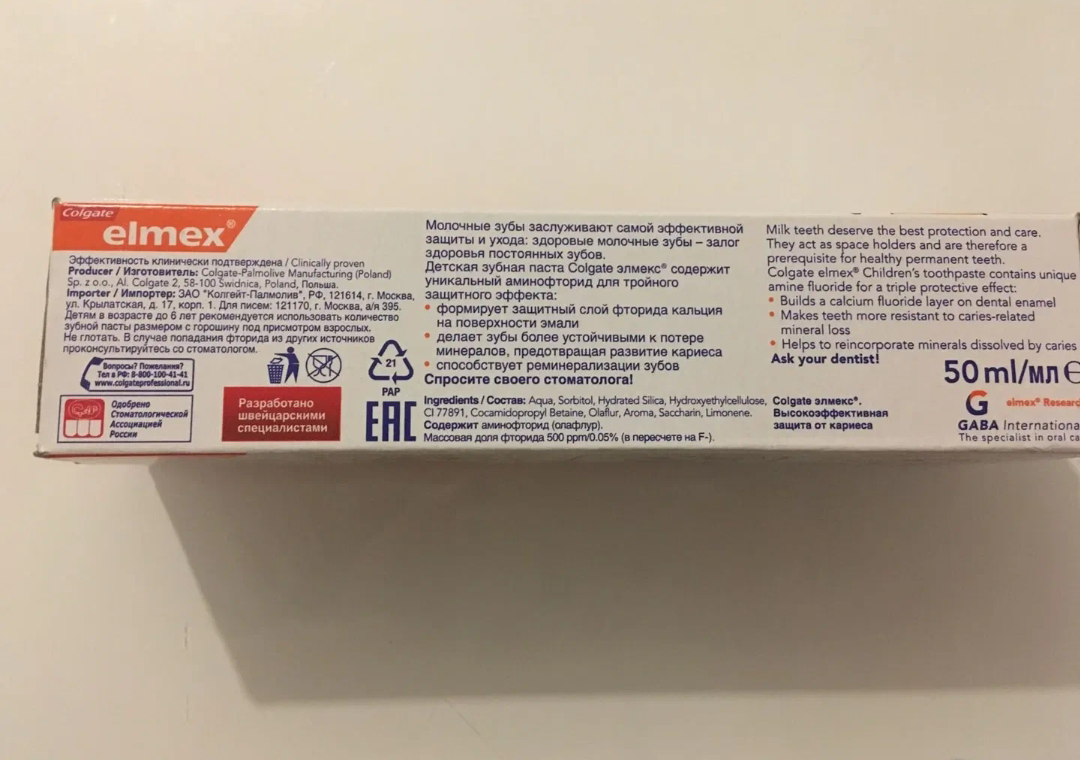 Colgate
elmex®
Эффективность клинически подтверждена / Clinically proven
Producer / Изготовитель: Colgate-Palmolive Manufacturing (Poland)
Sp. z o.o., Al. Colgate 2, 58-100 Świdnica, Poland, Польша.
Importer / Импортер: ЗАО "Колгейт-Палмолив", РФ, 121614, г. Москва,
ул. Крылатская, д. 17, корп. 1. Для писем: 121170, г. Москва, а/я 395.
Детям в возрасте до 6 лет рекомендуется использовать количество
зубной пасты размером с горошину под присмотром взрослых.
Не глотать. В случае попадания фторида из других источников
проконсультируйтесь со стоматологом.
Вопросы? Пожелания?
Тел в РФ: 8-800-100-41-41
www.colgateprofessional.ru
Одобрено
Стоматологической
Ассоциацией
России
Разработано
швейцарскими
специалистами
21
PAP
EAC
Молочные зубы заслуживают самой эффективной
защиты и ухода: здоровые молочные зубы – залог
здоровья постоянных зубов.
Детская зубная паста Colgate элмекс® содержит
уникальный аминофторид для тройного
защитного эффекта:
• формирует защитный слой фторида кальция
на поверхности эмали
• делает зубы более устойчивыми к потере
минералов, предотвращая развитие кариеса
• способствует реминерализации зубов
Спросите своего стоматолога!
Ingredients / Состав: Aqua, Sorbitol, Hydrated Silica, Hydroxyethylcellulose,
CI 77891, Cocamidopropyl Betaine, Olaflur, Aroma, Saccharin, Limonene.
Содержит аминофторид (олафлур).
Массовая доля фторида 500 ppm/0.05% (в пересчете на F-).
Milk teeth deserve the best protection and care.
They act as space holders and are therefore a
prerequisite for healthy permanent teeth.
Colgate elmex® Children's toothpaste contains unique
amine fluoride for a triple protective effect:
• Builds a calcium fluoride layer on dental enamel
• Makes teeth more resistant to caries-related
mineral loss
• Helps to reincorporate minerals dissolved by caries
Ask your dentist!
Colgate элмекс®.
Высокоэффективная
защита от кариеса
50 ml/мл e
G
elmex® Researc
GABA Internationa
The specialist in oral ca